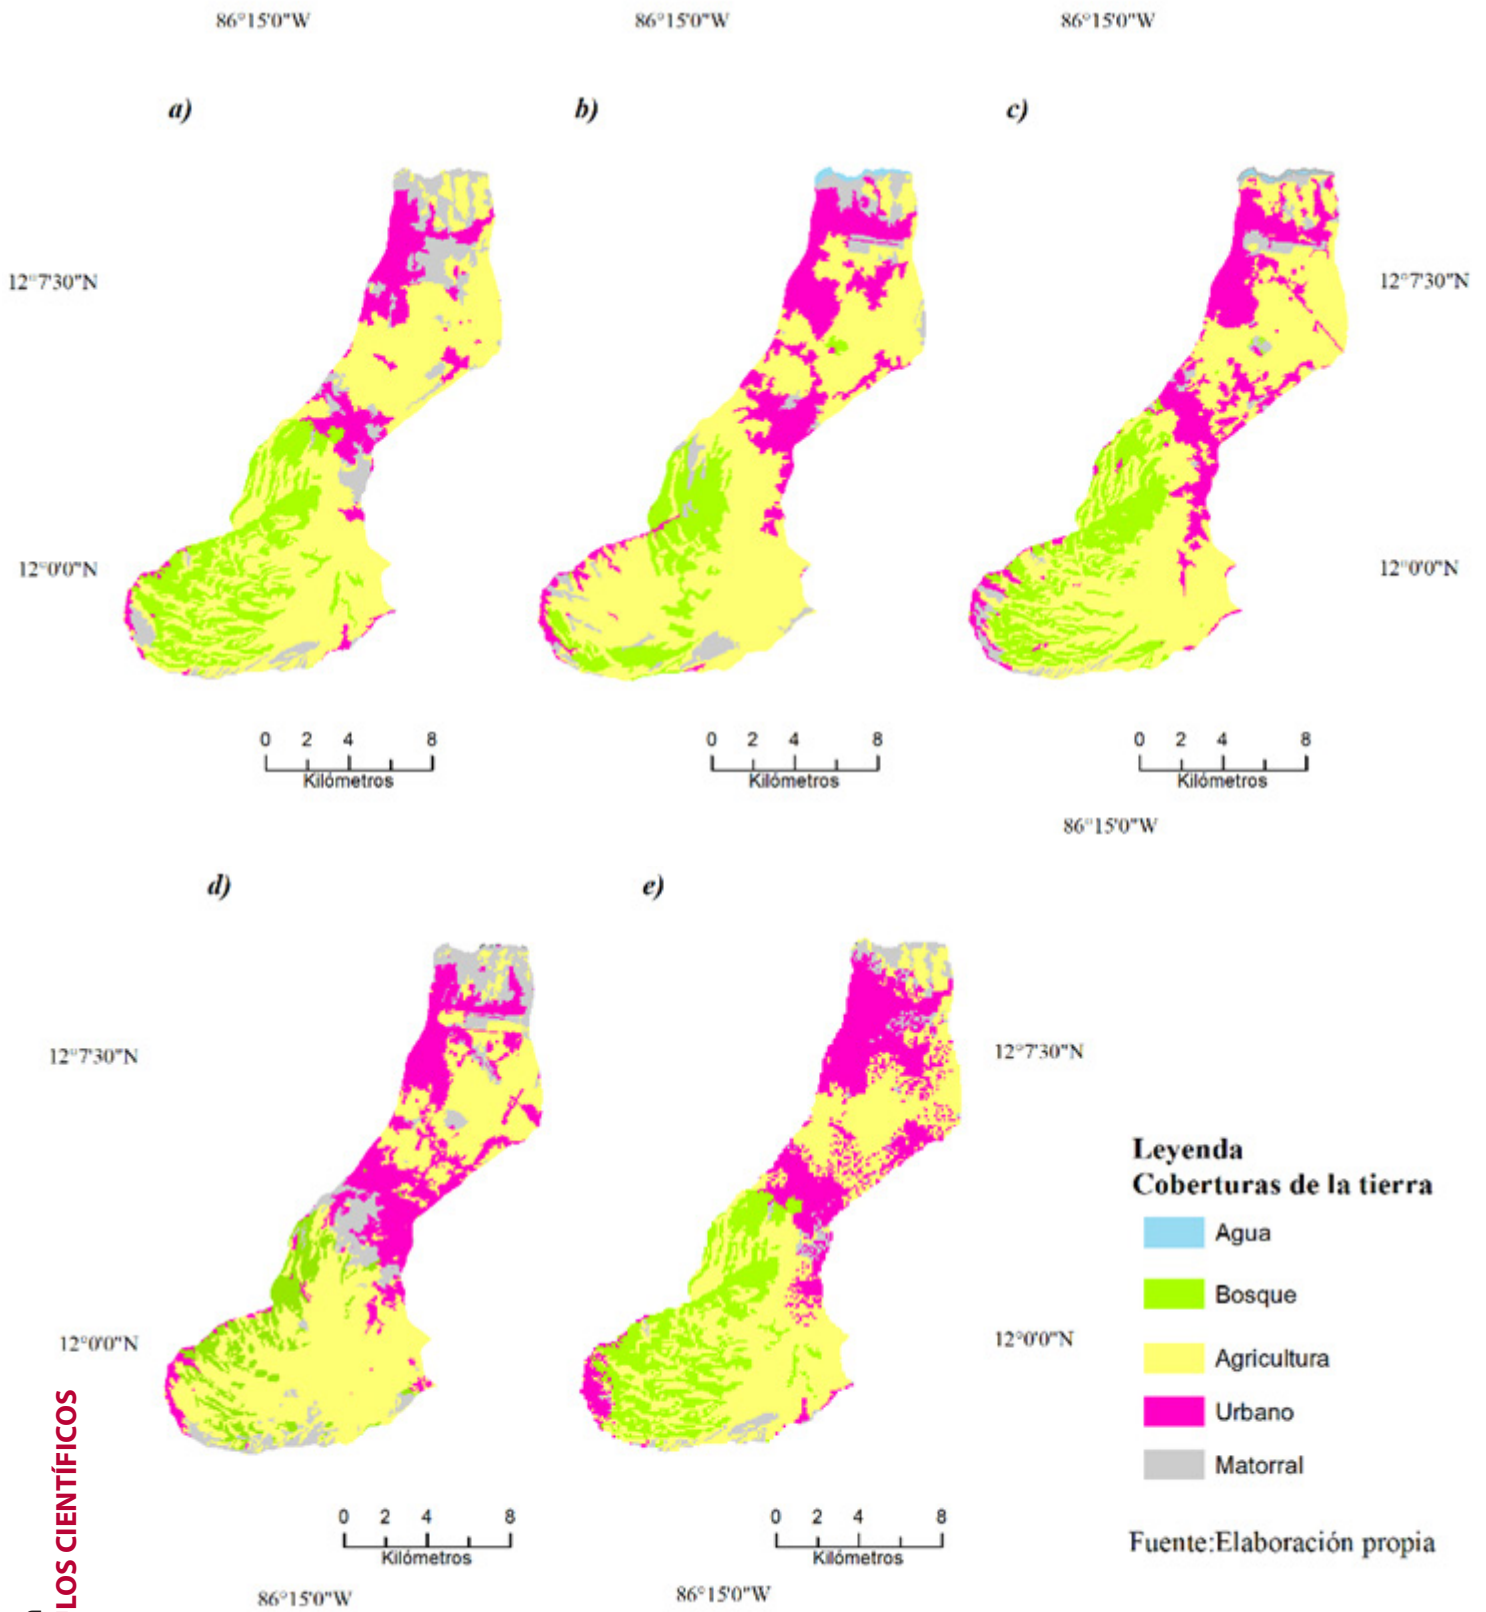 86°15'0"W 86°15'0"W 86°15'0"W
a) b) c)
12°7'30"N 12°7'30"N
12°0'0"N 12°0'0"N
0 2 4 8 0 2 4 8 0 2 4 8
Kilómetros Kilómetros Kilómetros
86°15'0"W
d) e)
12°7'30"N 12°7'30"N
Leyenda
Coberturas de la tierra
Agua
Bosque
12°0'0"N 12°0'0"N
Agricultura
Urbano
Matorral
LOS CIENTÍFICOS
0 2 4 8 0 2 4 8
Kilómetros Kilómetros
Fuente:Elaboración propia
86°15'0"W 86°15'0"W